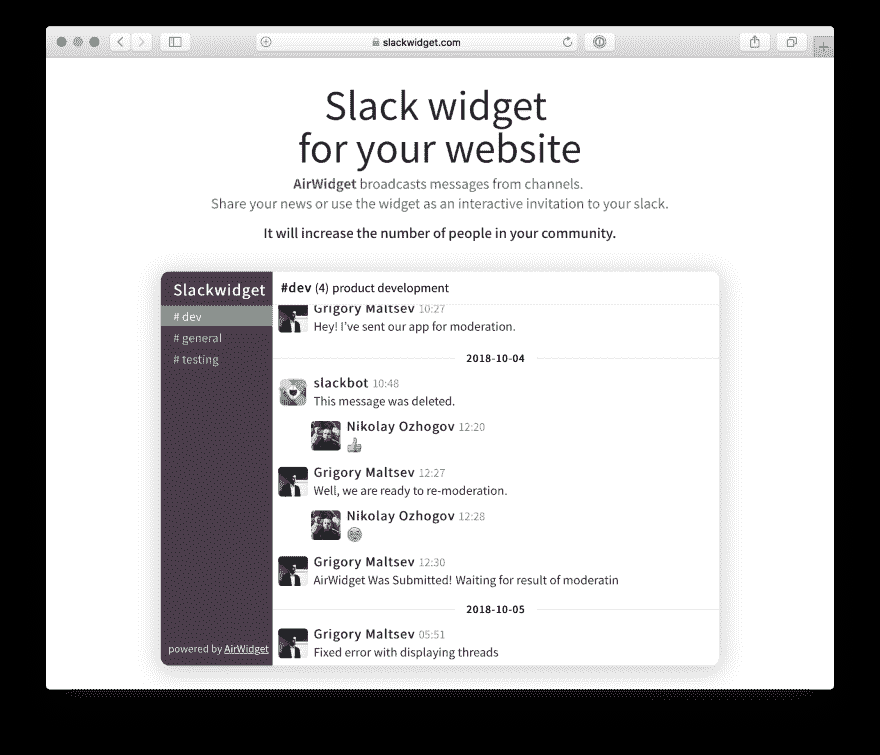 slackwidget.com
Slack widget
for your website
AirWidget broadcasts messages from channels.
Share your news or use the widget as an interactive invitation to your slack.
It will increase the number of people in your community.
Slackwidget
# dev
# general
# testing
powered by AirWidget
#dev (4) product development
Grigory Maltsev 10:27
Hey! I've sent our app for moderation.
2018-10-04
slackbot 10:48
This message was deleted.
Nikolay Ozhogov 12:20
Grigory Maltsev 12:27
Well, we are ready to re-moderation.
Nikolay Ozhogov 12:28
Grigory Maltsev 12:30
AirWidget Was Submitted! Waiting for result of moderatin
2018-10-05
Grigory Maltsev 05:51
Fixed error with displaying threads